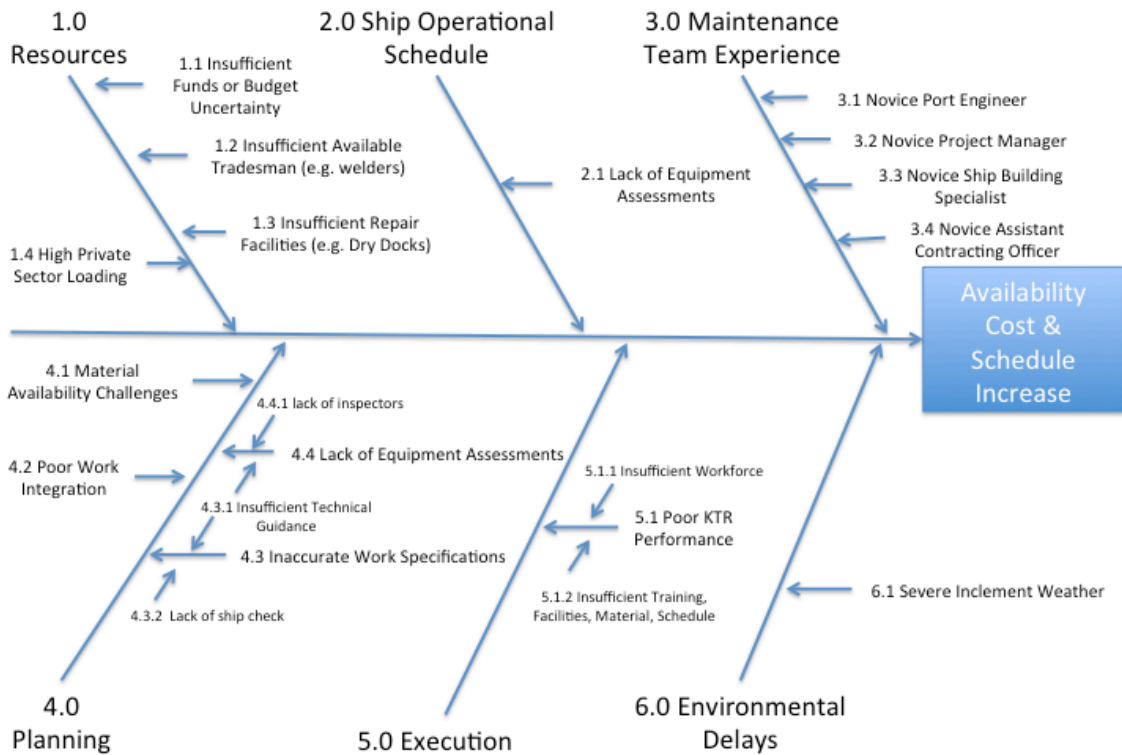 1.0
Resources
2.0 Ship Operational
Schedule
3.0 Maintenance
Team Experience
1.1 Insufficient
Funds or Budget
Uncertainty
1.2 Insufficient Available
Tradesman (e.g. welders)
1.3 Insufficient Repair
Facilities (e.g. Dry Docks)
1.4 High Private
Sector Loading
2.1 Lack of Equipment
Assessments
3.1 Novice Port Engineer
3.2 Novice Project Manager
3.3 Novice Ship Building
Specialist
3.4 Novice Assistant
Contracting Officer
Availability
Cost &
Schedule
Increase
4.1 Material
Availability Challenges
4.4.1 lack of inspectors
4.4 Lack of Equipment Assessments
4.2 Poor Work
Integration
4.3.1 Insufficient Technical
Guidance
4.3 Inaccurate Work Specifications
4.3.2 Lack of ship check
5.1.1 Insufficient Workforce
5.1 Poor KTR
Performance
5.1.2 Insufficient Training,
Facilities, Material, Schedule
6.1 Severe Inclement Weather
4.0
Planning
5.0 Execution
6.0 Environmental
Delays